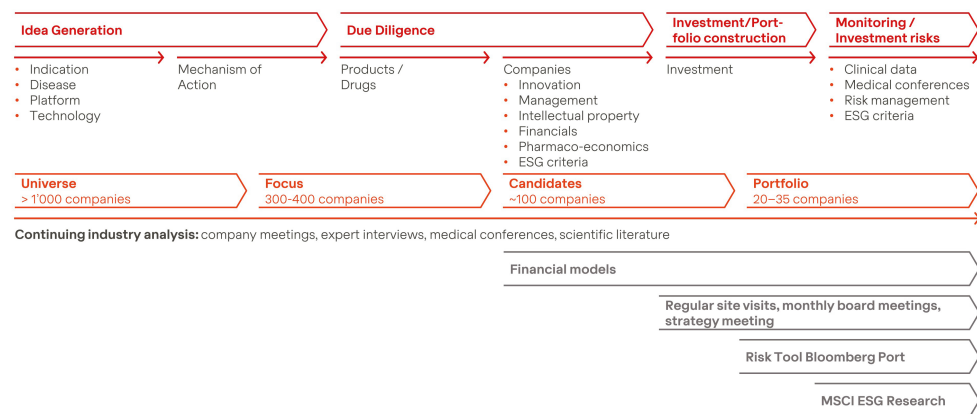 Idea Generation
Due Diligence
Investment/Port-
folio construction
Monitoring /
Investment risks
• Indication
• Disease
• Platform
• Technology
Mechanism of
Action
Products /
Drugs
Companies
• Innovation
• Management
• Intellectual property
• Financials
• Pharmaco-economics
• ESG criteria
Investment
• Clinical data
• Medical conferences
• Risk management
• ESG criteria
Universe
> 1'000 companies
Focus
300-400 companies
Candidates
~100 companies
Portfolio
20–35 companies
Continuing industry analysis: company meetings, expert interviews, medical conferences, scientific literature
Financial models
Regular site visits, monthly board meetings,
strategy meeting
Risk Tool Bloomberg Port
MSCI ESG Research